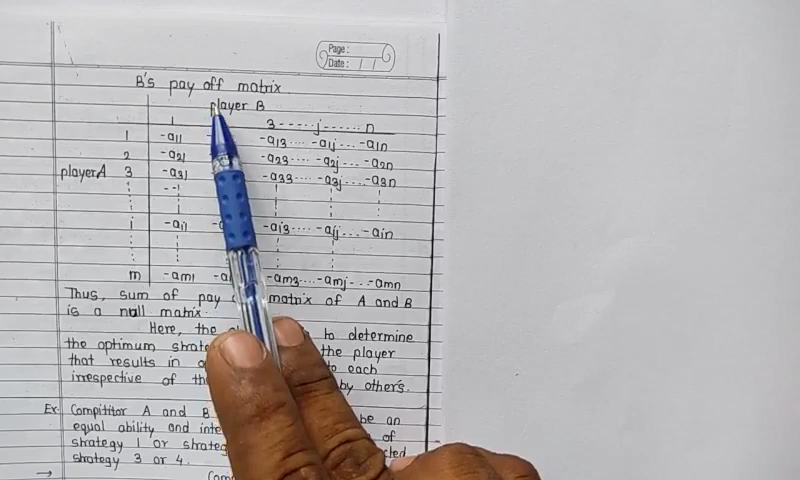 Page:
Date: / /
B's pay off matrix
player B
1 3-----j------n
1 -a11 -a13.... -a1j ... -a1n
2 -a21 -a23.... -a2j.... -a2n
playerA 3 -a31 -a33.... -a3j....-a3n
i -ai1 -ai3.... -aij ... -ain
m -am1 -am3....-amj ...-amn
Thus, sum of pay matrix of A and B
is a null matrix.
Here, the to determine
the optimum the player
that results in to each
irrespective of by other's.
Ex. Compititor A and B be an
equal ability and of
strategy 1 or
strategy 3 or 4.
→